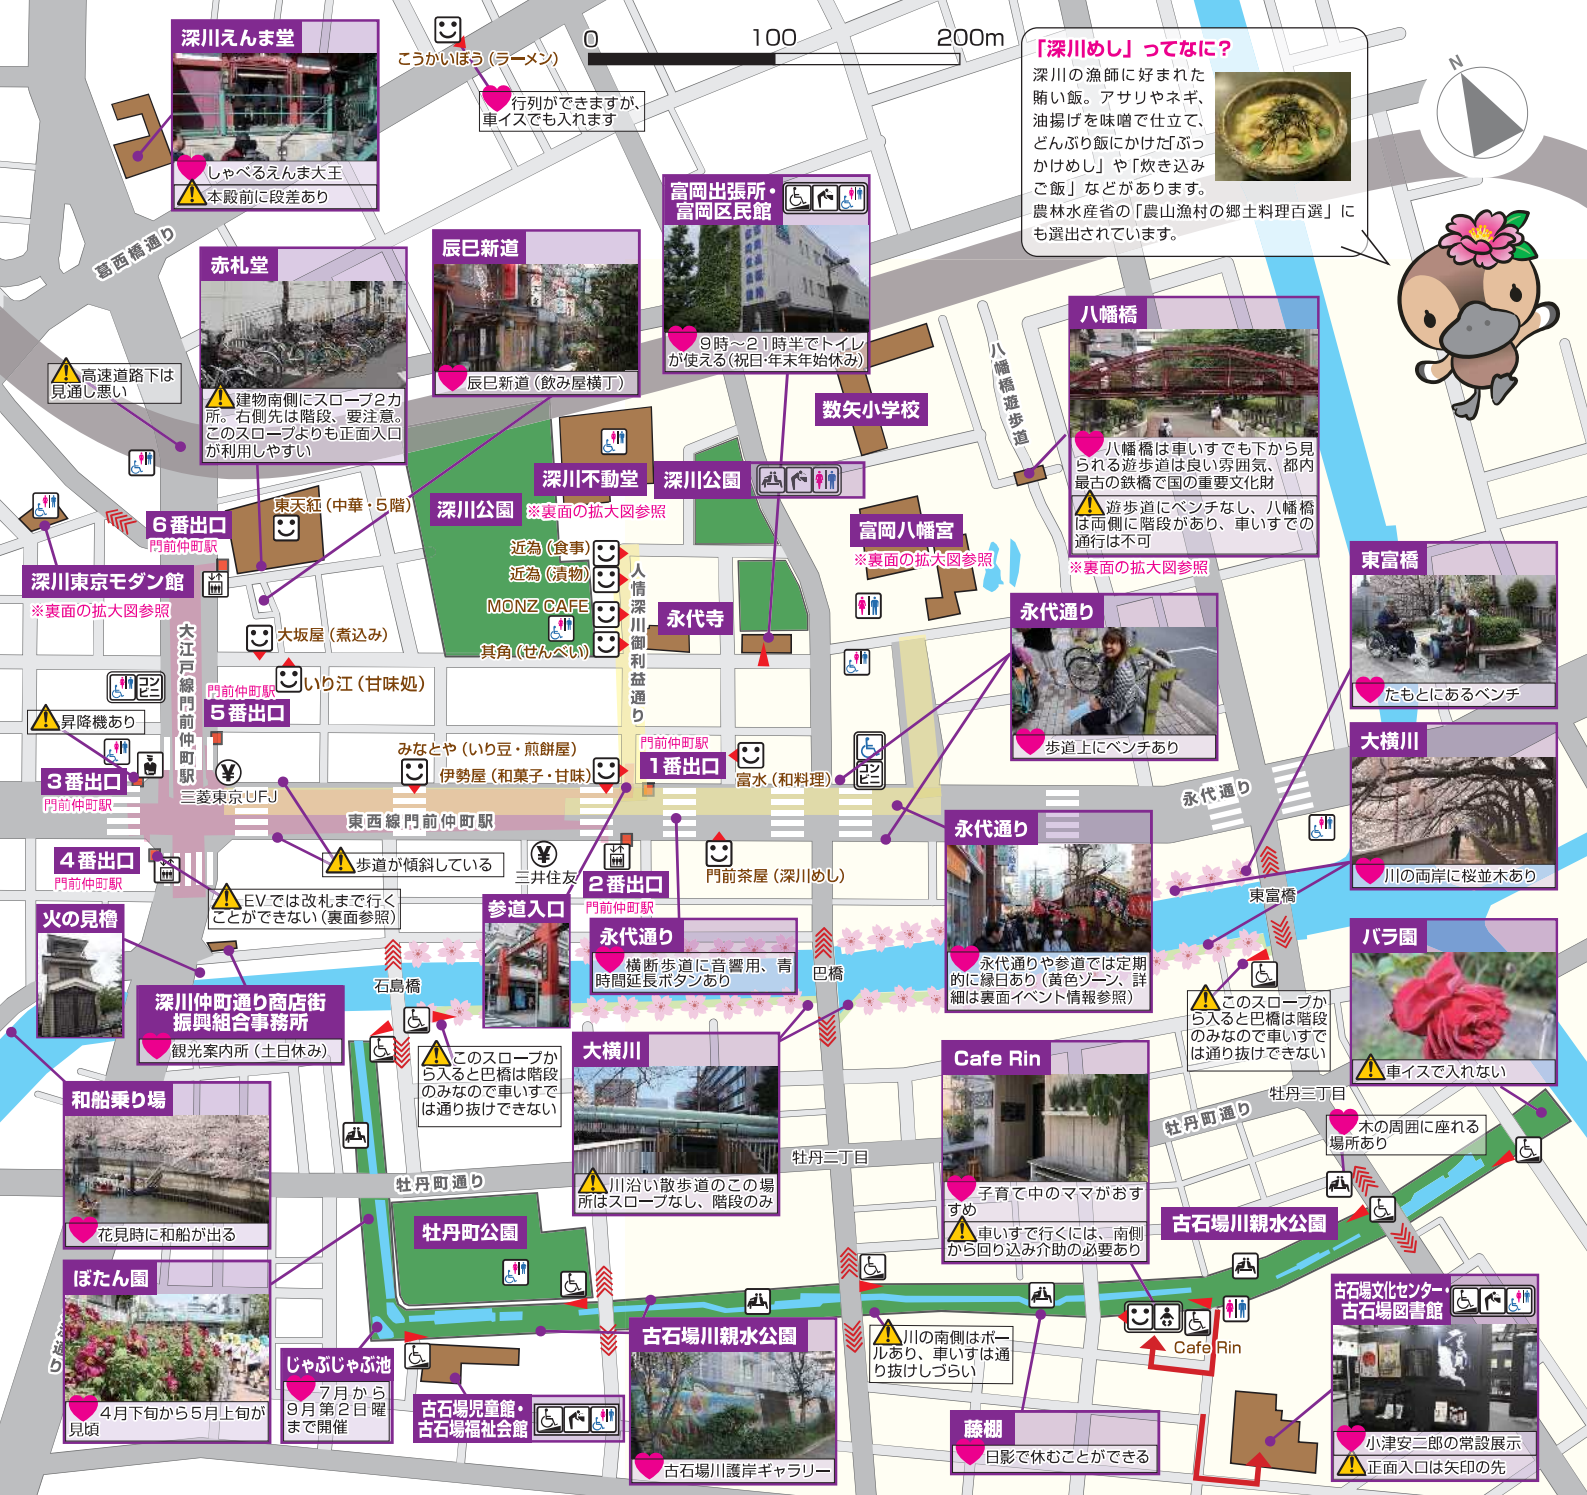 深川えんま堂
しゃべるえんま大王
本殿前に段差あり
こうかいぼう（ラーメン）
行列ができますが、
車イスでも入れます
0 100 200m
「深川めし」ってなに？
深川の漁師に好まれた
賄い飯。アサリやネギ、
油揚げを味噌で仕立て、
どんぶり飯にかけた「ぶっ
かけめし」や「炊き込み
ご飯」などがあります。
農林水産省の「農山漁村の郷土料理百選」に
も選出されています。
N
葛西橋通り
赤札堂
建物南側にスロープ2カ
所。右側先は階段、要注意。
このスロープよりも正面入口
が利用しやすい
辰巳新道
辰巳新道（飲み屋横丁）
富岡出張所・
富岡区民館
9時～21時半でトイレ
が使える（祝日・年末年始休み）
数矢小学校
八幡橋遊歩道
八幡橋
八幡橋は車いすでも下から見
られる遊歩道は良い雰囲気、都内
最古の鉄橋で国の重要文化財
遊歩道にベンチなし、八幡橋
は両側に階段があり、車いすでの
通行は不可
※裏面の拡大図参照
高速道路下は
見通し悪い
東天紅（中華・5階）
深川公園
深川不動堂
※裏面の拡大図参照
深川公園
富岡八幡宮
※裏面の拡大図参照
6番出口
門前仲町駅
深川東京モダン館
※裏面の拡大図参照
近為（食事）
近為（漬物）
MONZ CAFE
其角（せんべい）
人情深川御利益通り
永代寺
大江戸線門前仲町駅
大坂屋（煮込み）
いり江（甘味処）
コンビニ
門前仲町駅
5番出口
昇降機あり
3番出口
門前仲町駅
三菱東京UFJ
みなとや（いり豆・煎餅屋）
伊勢屋（和菓子・甘味）
門前仲町駅
1番出口
富水（和料理）
コンビニ
永代通り
歩道上にベンチあり
東富橋
たもとにあるベンチ
大横川
川の両岸に桜並木あり
永代通り
東西線門前仲町駅
4番出口
門前仲町駅
歩道が傾斜している
EVでは改札まで行く
ことができない（裏面参照）
三井住友
2番出口
門前仲町駅
門前茶屋（深川めし）
永代通り
永代通りや参道では定期
的に縁日あり（黄色ゾーン、詳
細は裏面イベント情報参照）
東富橋
火の見櫓
参道入口
永代通り
横断歩道に音響用、青
時間延長ボタンあり
石島橋
巴橋
深川仲町通り商店街
振興組合事務所
観光案内所（土日休み）
バラ園
車イスで入れない
このスロープか
ら入ると巴橋は階段
のみなので車いすで
は通り抜けできない
このスロープか
ら入ると巴橋は階段
のみなので車いすで
は通り抜けできない
大横川
川沿い散歩道のこの場
所はスロープなし、階段のみ
Cafe Rin
子育て中のママがおす
すめ
車いすで行くには、南側
から回り込み介助の必要あり
和船乗り場
花見時に和船が出る
牡丹町通り
牡丹二丁目
牡丹町通り
牡丹三丁目
木の周囲に座れる
場所あり
牡丹町公園
古石場川親水公園
ぼたん園
4月下旬から5月上旬が
見頃
じゃぶじゃぶ池
7月から
9月第2日曜
まで開催
古石場児童館・
古石場福祉会館
古石場川親水公園
古石場川護岸ギャラリー
川の南側はポー
ルあり、車いすは通
り抜けしづらい
Cafe Rin
藤棚
日影で休むことができる
古石場文化センター・
古石場図書館
小津安二郎の常設展示
正面入口は矢印の先